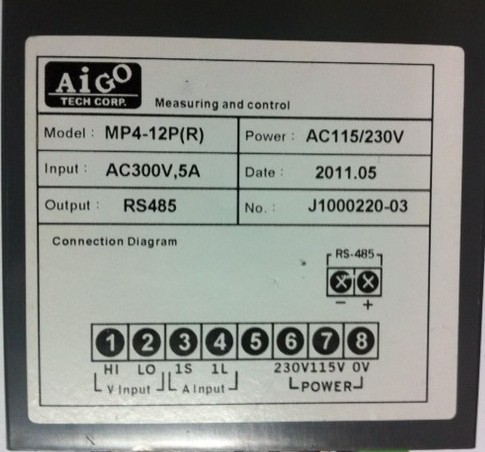 AiGO
TECH CORP. Measuring and control
Model : MP4-12P(R) Power : AC115/230V
Input : AC300V,5A Date : 2011.05
Output : RS485 No. : J1000220-03
Connection Diagram
RS-485
− +
1 2 3 4 5 6 7 8
HI LO 1S 1L 230V 115V 0V
V Input A Input POWER